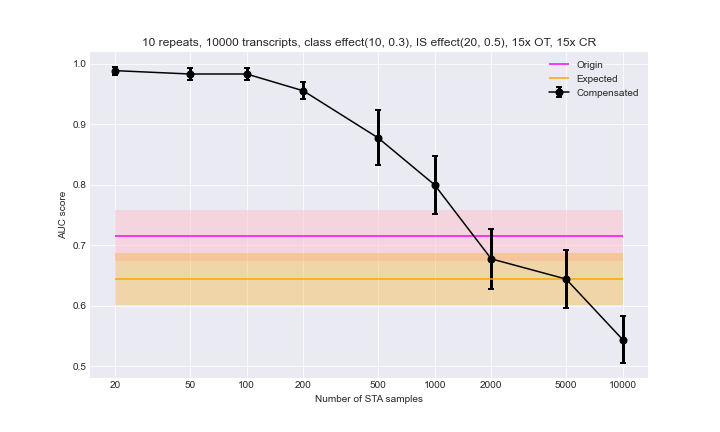 10 repeats, 10000 transcripts, class effect(10, 0.3), IS effect(20, 0.5), 15x OT, 15x CR
Origin
Expected
Compensated
AUC score
1.0
0.9
0.8
0.7
0.6
0.5
20 50 100 200 500 1000 2000 5000 10000
Number of STA samples